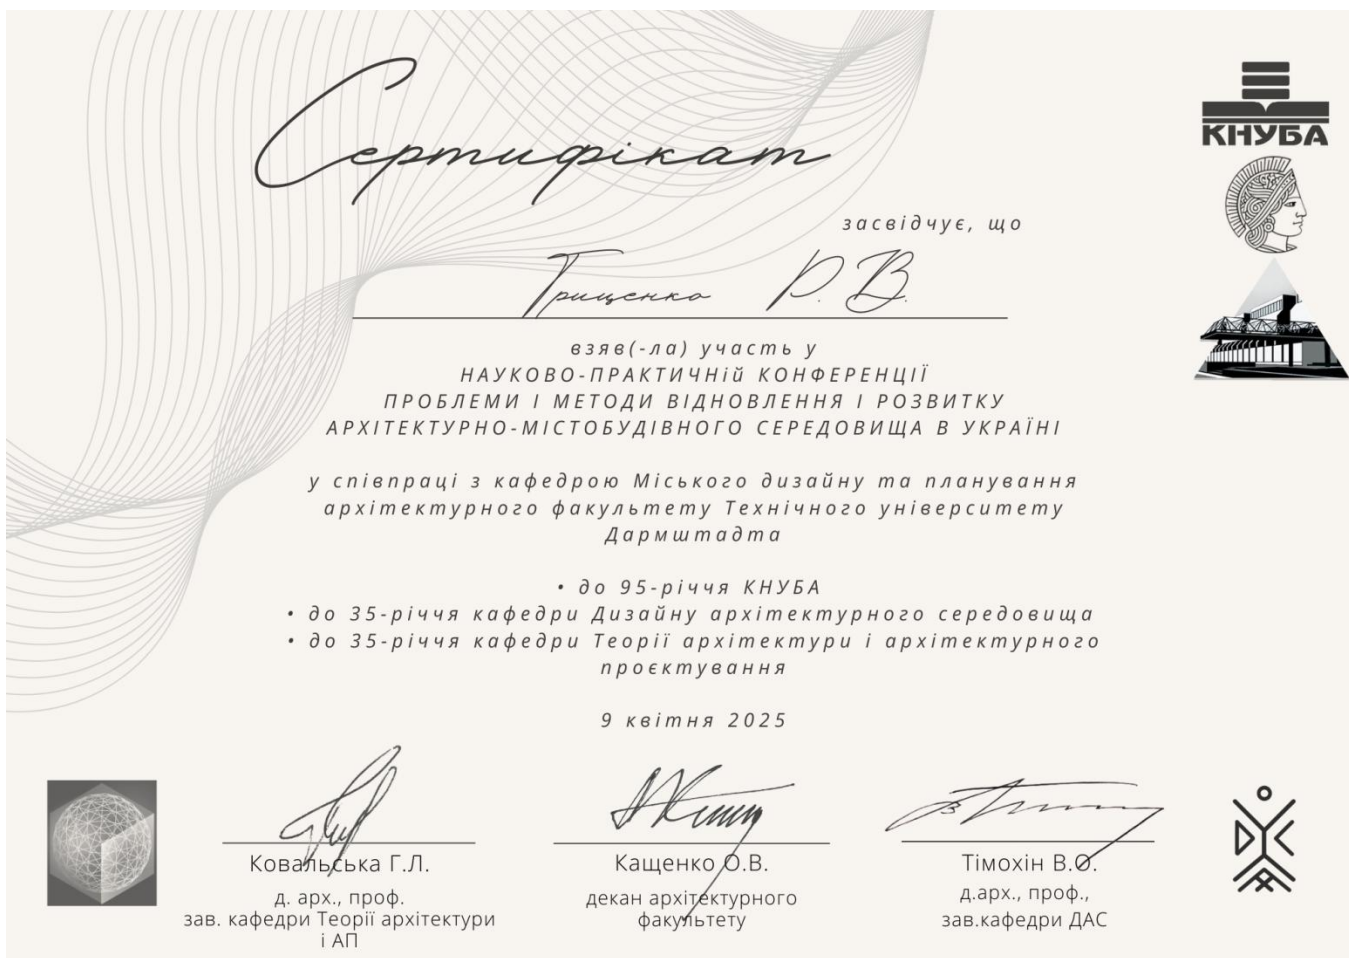 Сертифікат
КНУБА
засвідчує, що
Грищенко Р. В.
взяв(-ла) участь у
НАУКОВО-ПРАКТИЧНій КОНФЕРЕНЦІЇ
ПРОБЛЕМИ І МЕТОДИ ВІДНОВЛЕННЯ І РОЗВИТКУ
АРХІТЕКТУРНО-МІСТОБУДІВНОГО СЕРЕДОВИЩА В УКРАЇНІ
у співпраці з кафедрою Міського дизайну та планування
архітектурного факультету Технічного університету
Дармштадта
• до 95-річчя КНУБА
• до 35-річчя кафедри Дизайну архітектурного середовища
• до 35-річчя кафедри Теорії архітектури і архітектурного
проєктування
9 квітня 2025
Ковальська Г.Л.
д. арх., проф.
зав. кафедри Теорії архітектури
і АП
Кащенко О.В.
декан архітектурного
факультету
Тімохін В.О.
д.арх., проф.,
зав.кафедри ДАС